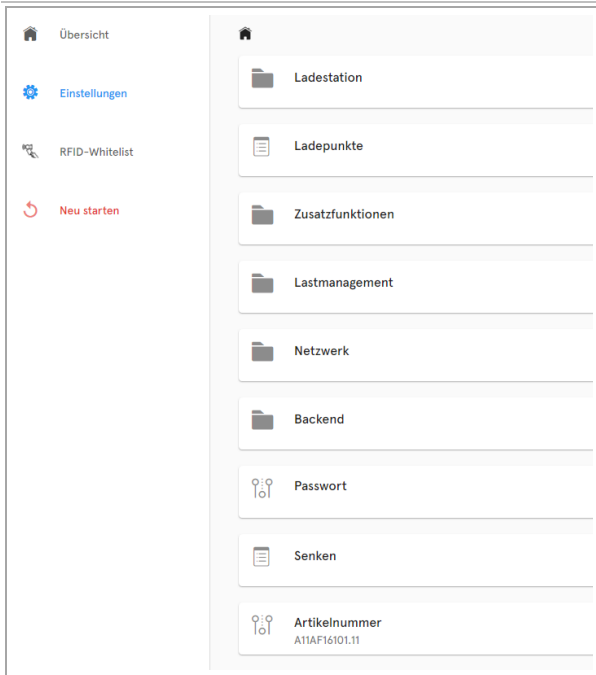 Übersicht
Einstellungen
RFID-Whitelist
Neu starten
Ladestation
Ladepunkte
Zusatzfunktionen
Lastmanagement
Netzwerk
Backend
Passwort
Senken
Artikelnummer
A11AF16101.11